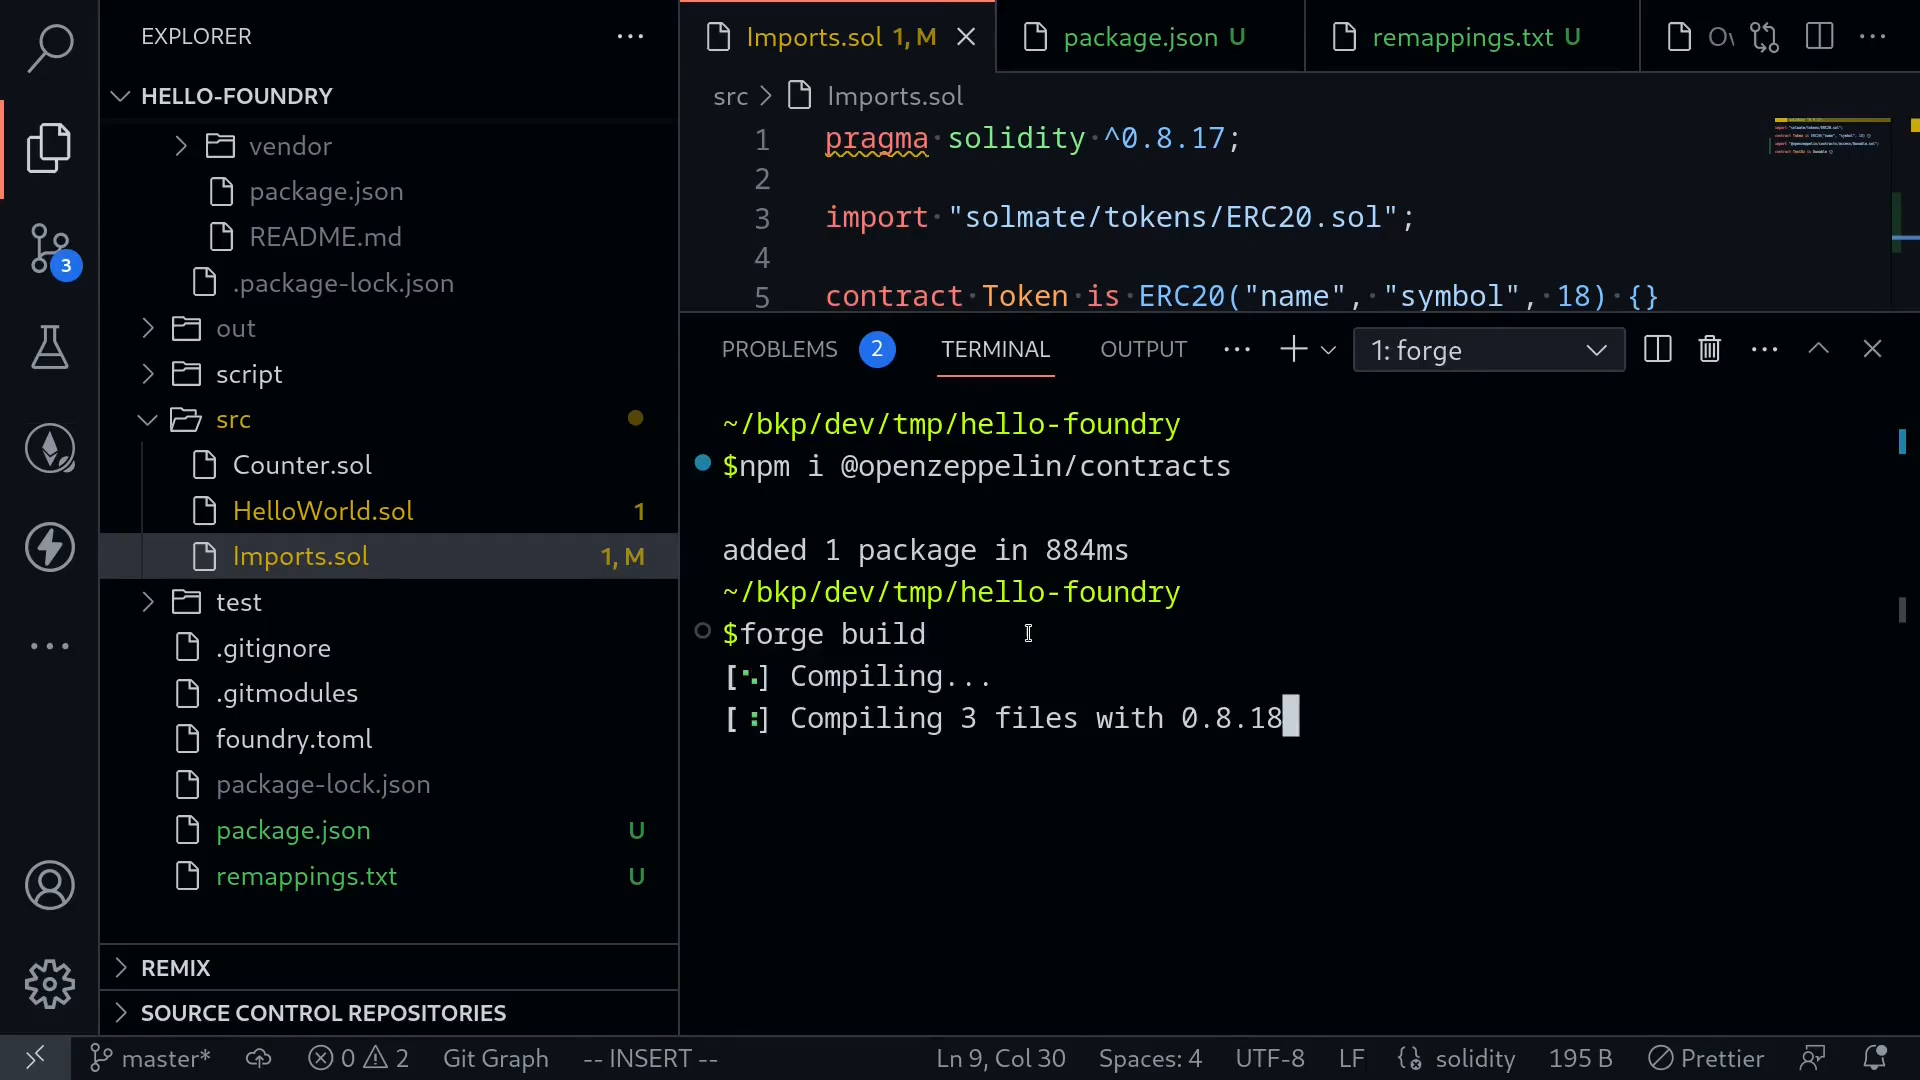 EXPLORER
HELLO-FOUNDRY
vendor
package.json
README.md
.package-lock.json
out
script
src
Counter.sol
HelloWorld.sol 1
Imports.sol 1, M
test
.gitignore
.gitmodules
foundry.toml
package-lock.json
package.json U
remappings.txt U
REMIX
SOURCE CONTROL REPOSITORIES
3
Imports.sol 1, M
package.json U
remappings.txt U
src > Imports.sol
1 pragma solidity ^0.8.17;
2
3 import "solmate/tokens/ERC20.sol";
4
5 contract Token is ERC20("name", "symbol", 18) {}
PROBLEMS 2 TERMINAL OUTPUT 1: forge
~/bkp/dev/tmp/hello-foundry
$npm i @openzeppelin/contracts
added 1 package in 884ms
~/bkp/dev/tmp/hello-foundry
$forge build
[⠢] Compiling...
[⠰] Compiling 3 files with 0.8.18
master* 0 2 Git Graph -- INSERT -- Ln 9, Col 30 Spaces: 4 UTF-8 LF solidity 195 B Prettier